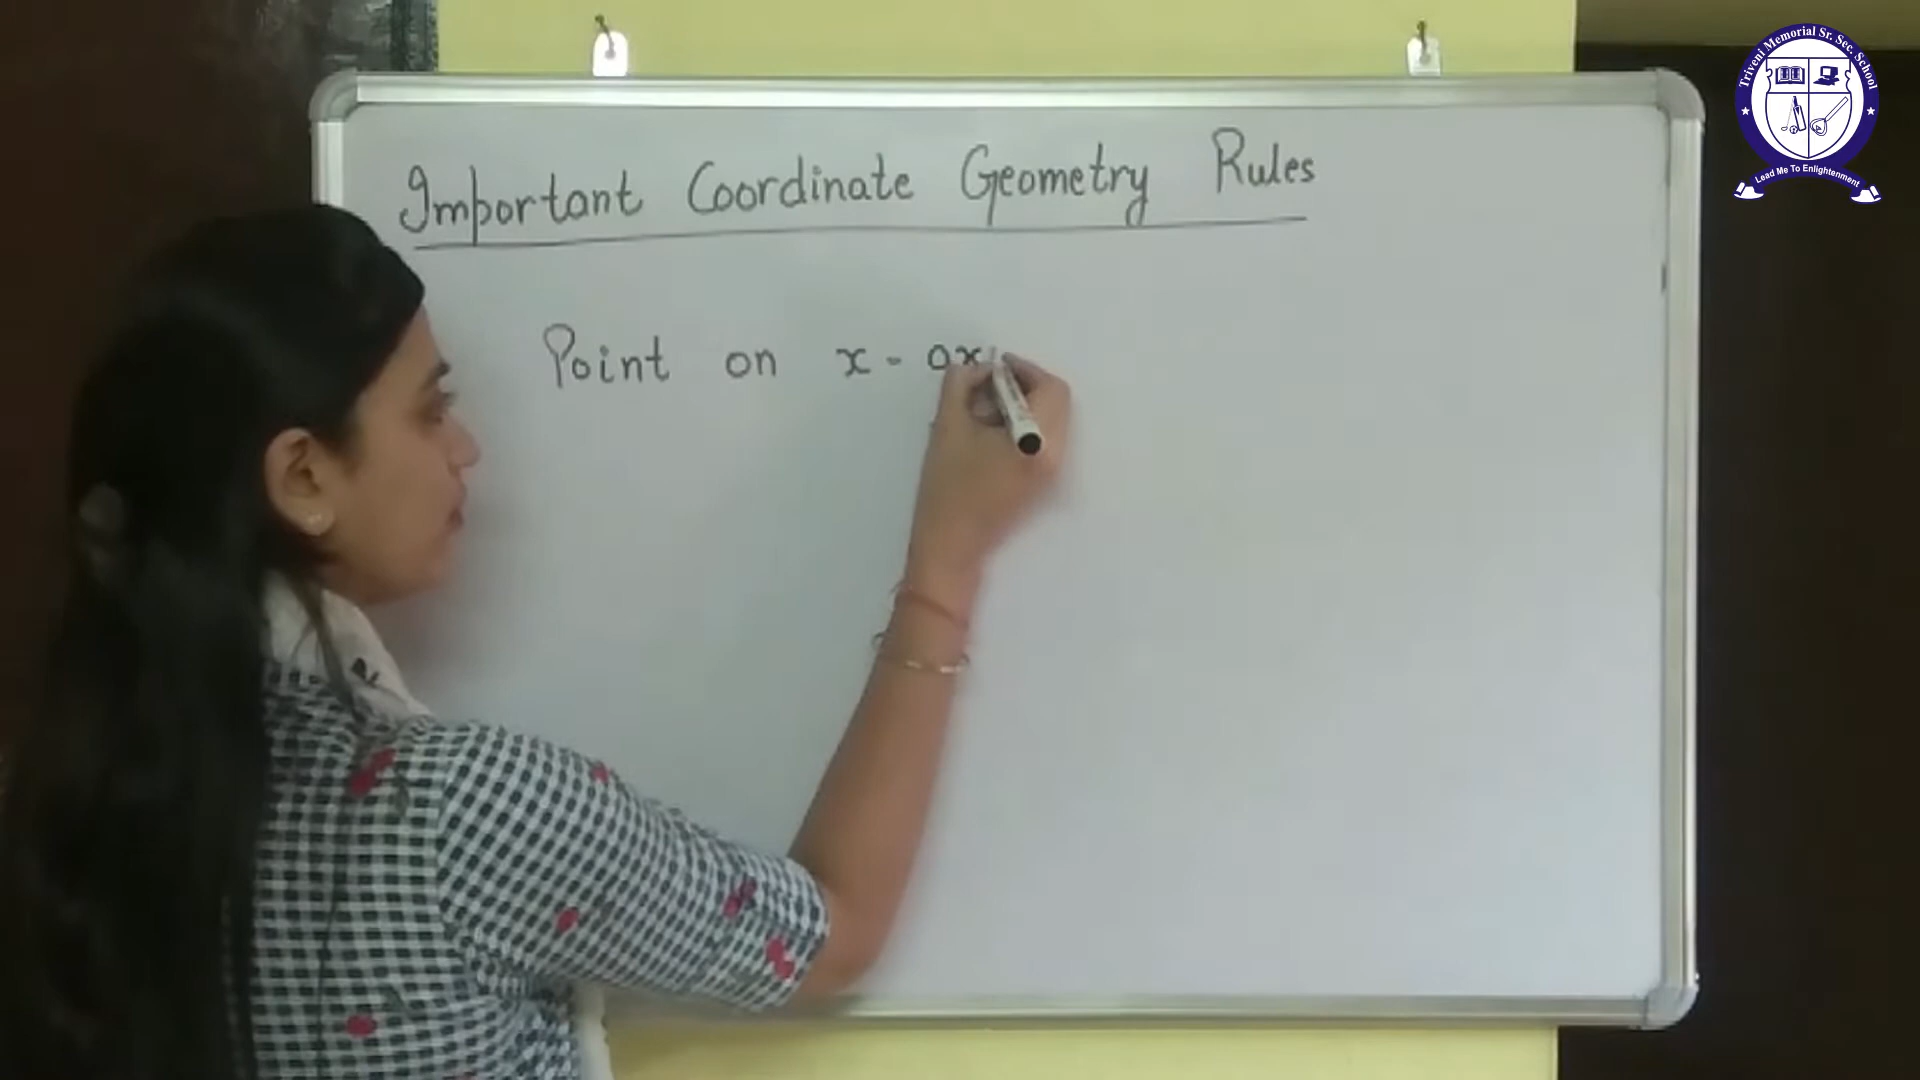 Important Coordinate Geometry Rules
Point on x - ax
Triveni Memorial Sr. Sec. School
Lead Me To Enlightenment